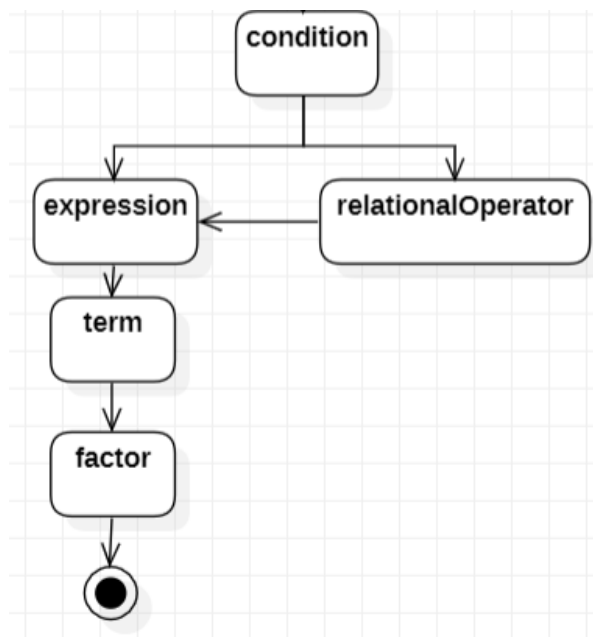 condition
expression
relationalOperator
term
factor